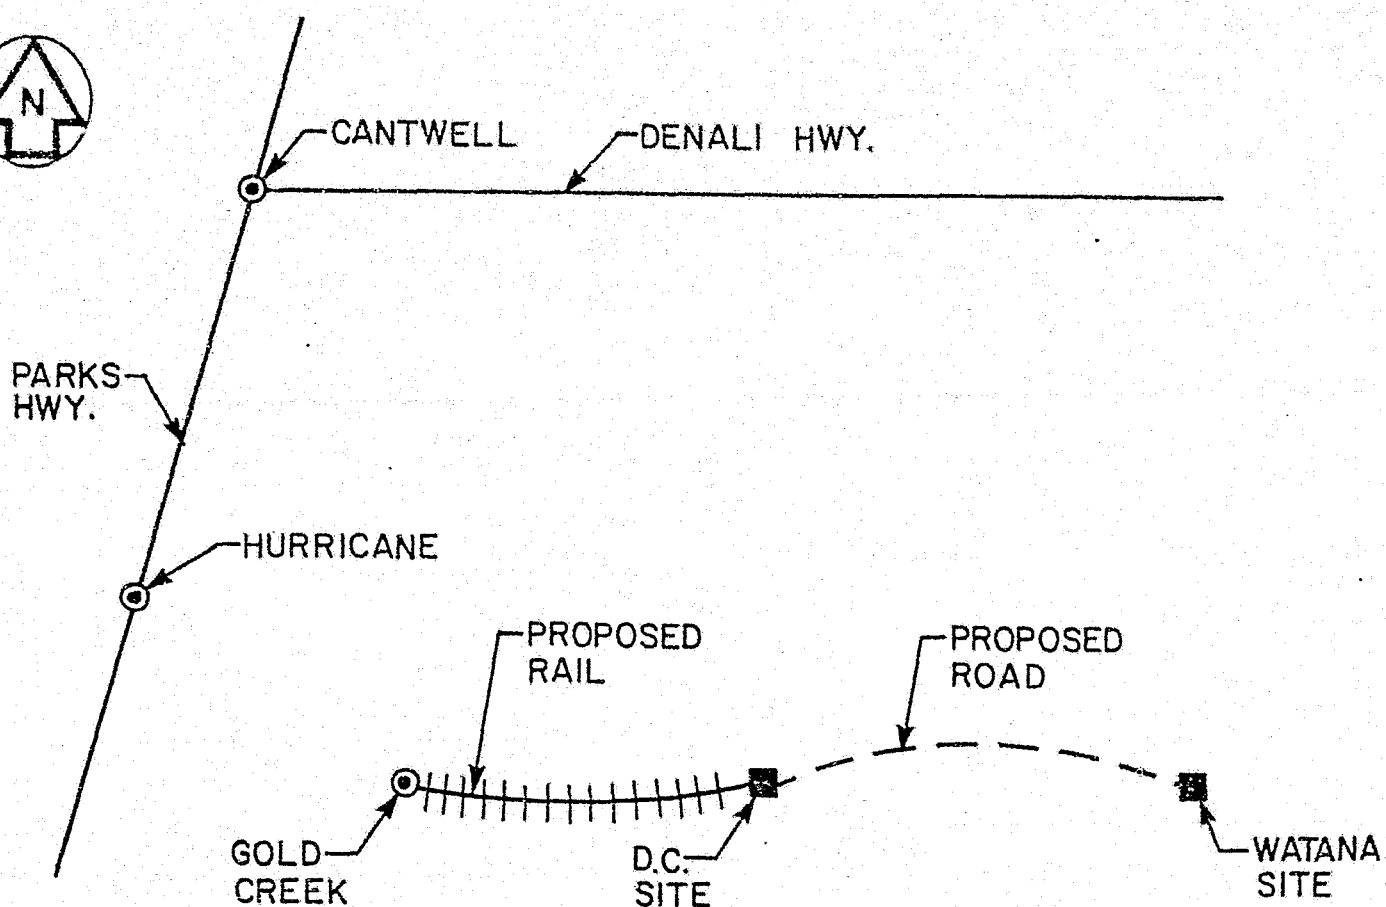 N
CANTWELL
DENALI HWY.
PARKS
HWY.
HURRICANE
PROPOSED
RAIL
PROPOSED
ROAD
GOLD
CREEK
D.C.
SITE
WATANA
SITE